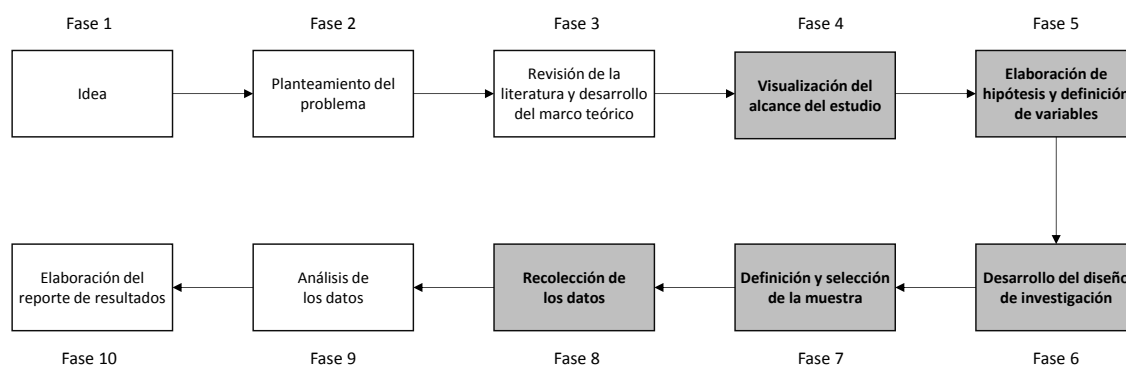 Fase 1
Fase 2
Fase 3
Fase 4
Fase 5
Idea
Planteamiento del
problema
Revisión de la
literatura y desarrollo
del marco teórico
Visualización del
alcance del estudio
Elaboración de
hipótesis y definición
de variables
Elaboración del
reporte de resultados
Análisis de
los datos
Recolección de
los datos
Definición y selección
de la muestra
Desarrollo del diseño
de investigación
Fase 10
Fase 9
Fase 8
Fase 7
Fase 6